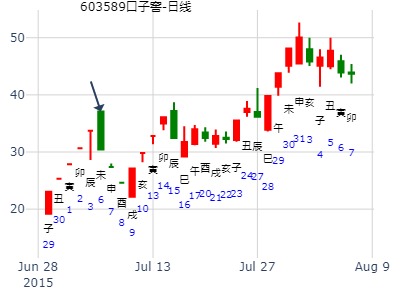 603589口子窖-日线
50
40
30
20
子 丑 寅 卯 辰 未 申 酉 戌 亥 寅 卯 辰 巳 午 酉 戌 亥 子 丑 辰 巳 午 未 申 亥 子 丑 寅 卯
29 30 1 2 3 6 7 8 9 10 13 14 15 16 17 20 21 22 23 24 27 28 29 30 31 3 4 5 6 7
Jun 28 Jul 13 Jul 27 Aug 9
2015